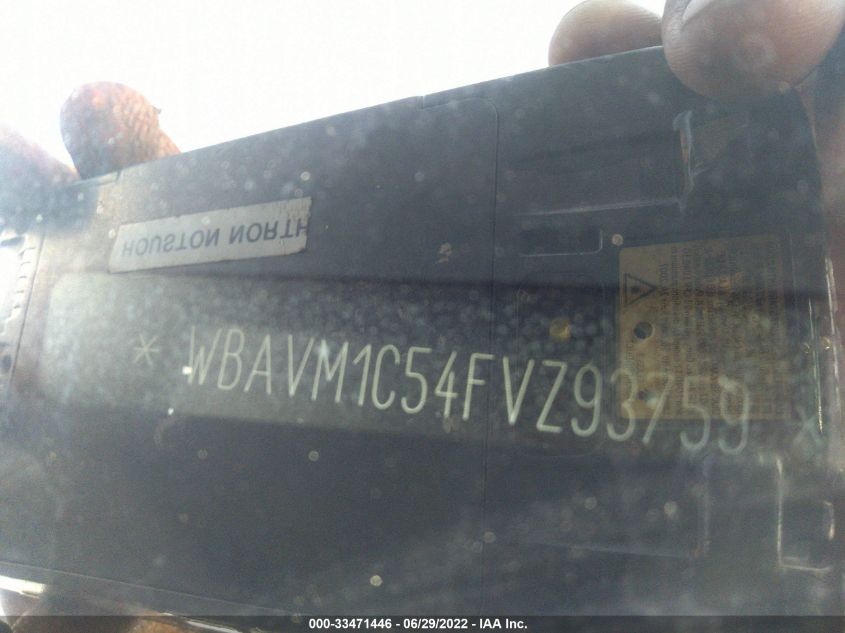 HOUSTON NORTH
* WBAVM1C54FVZ93759 *
000-33471446 / 06/29/2022 - IAA Inc.